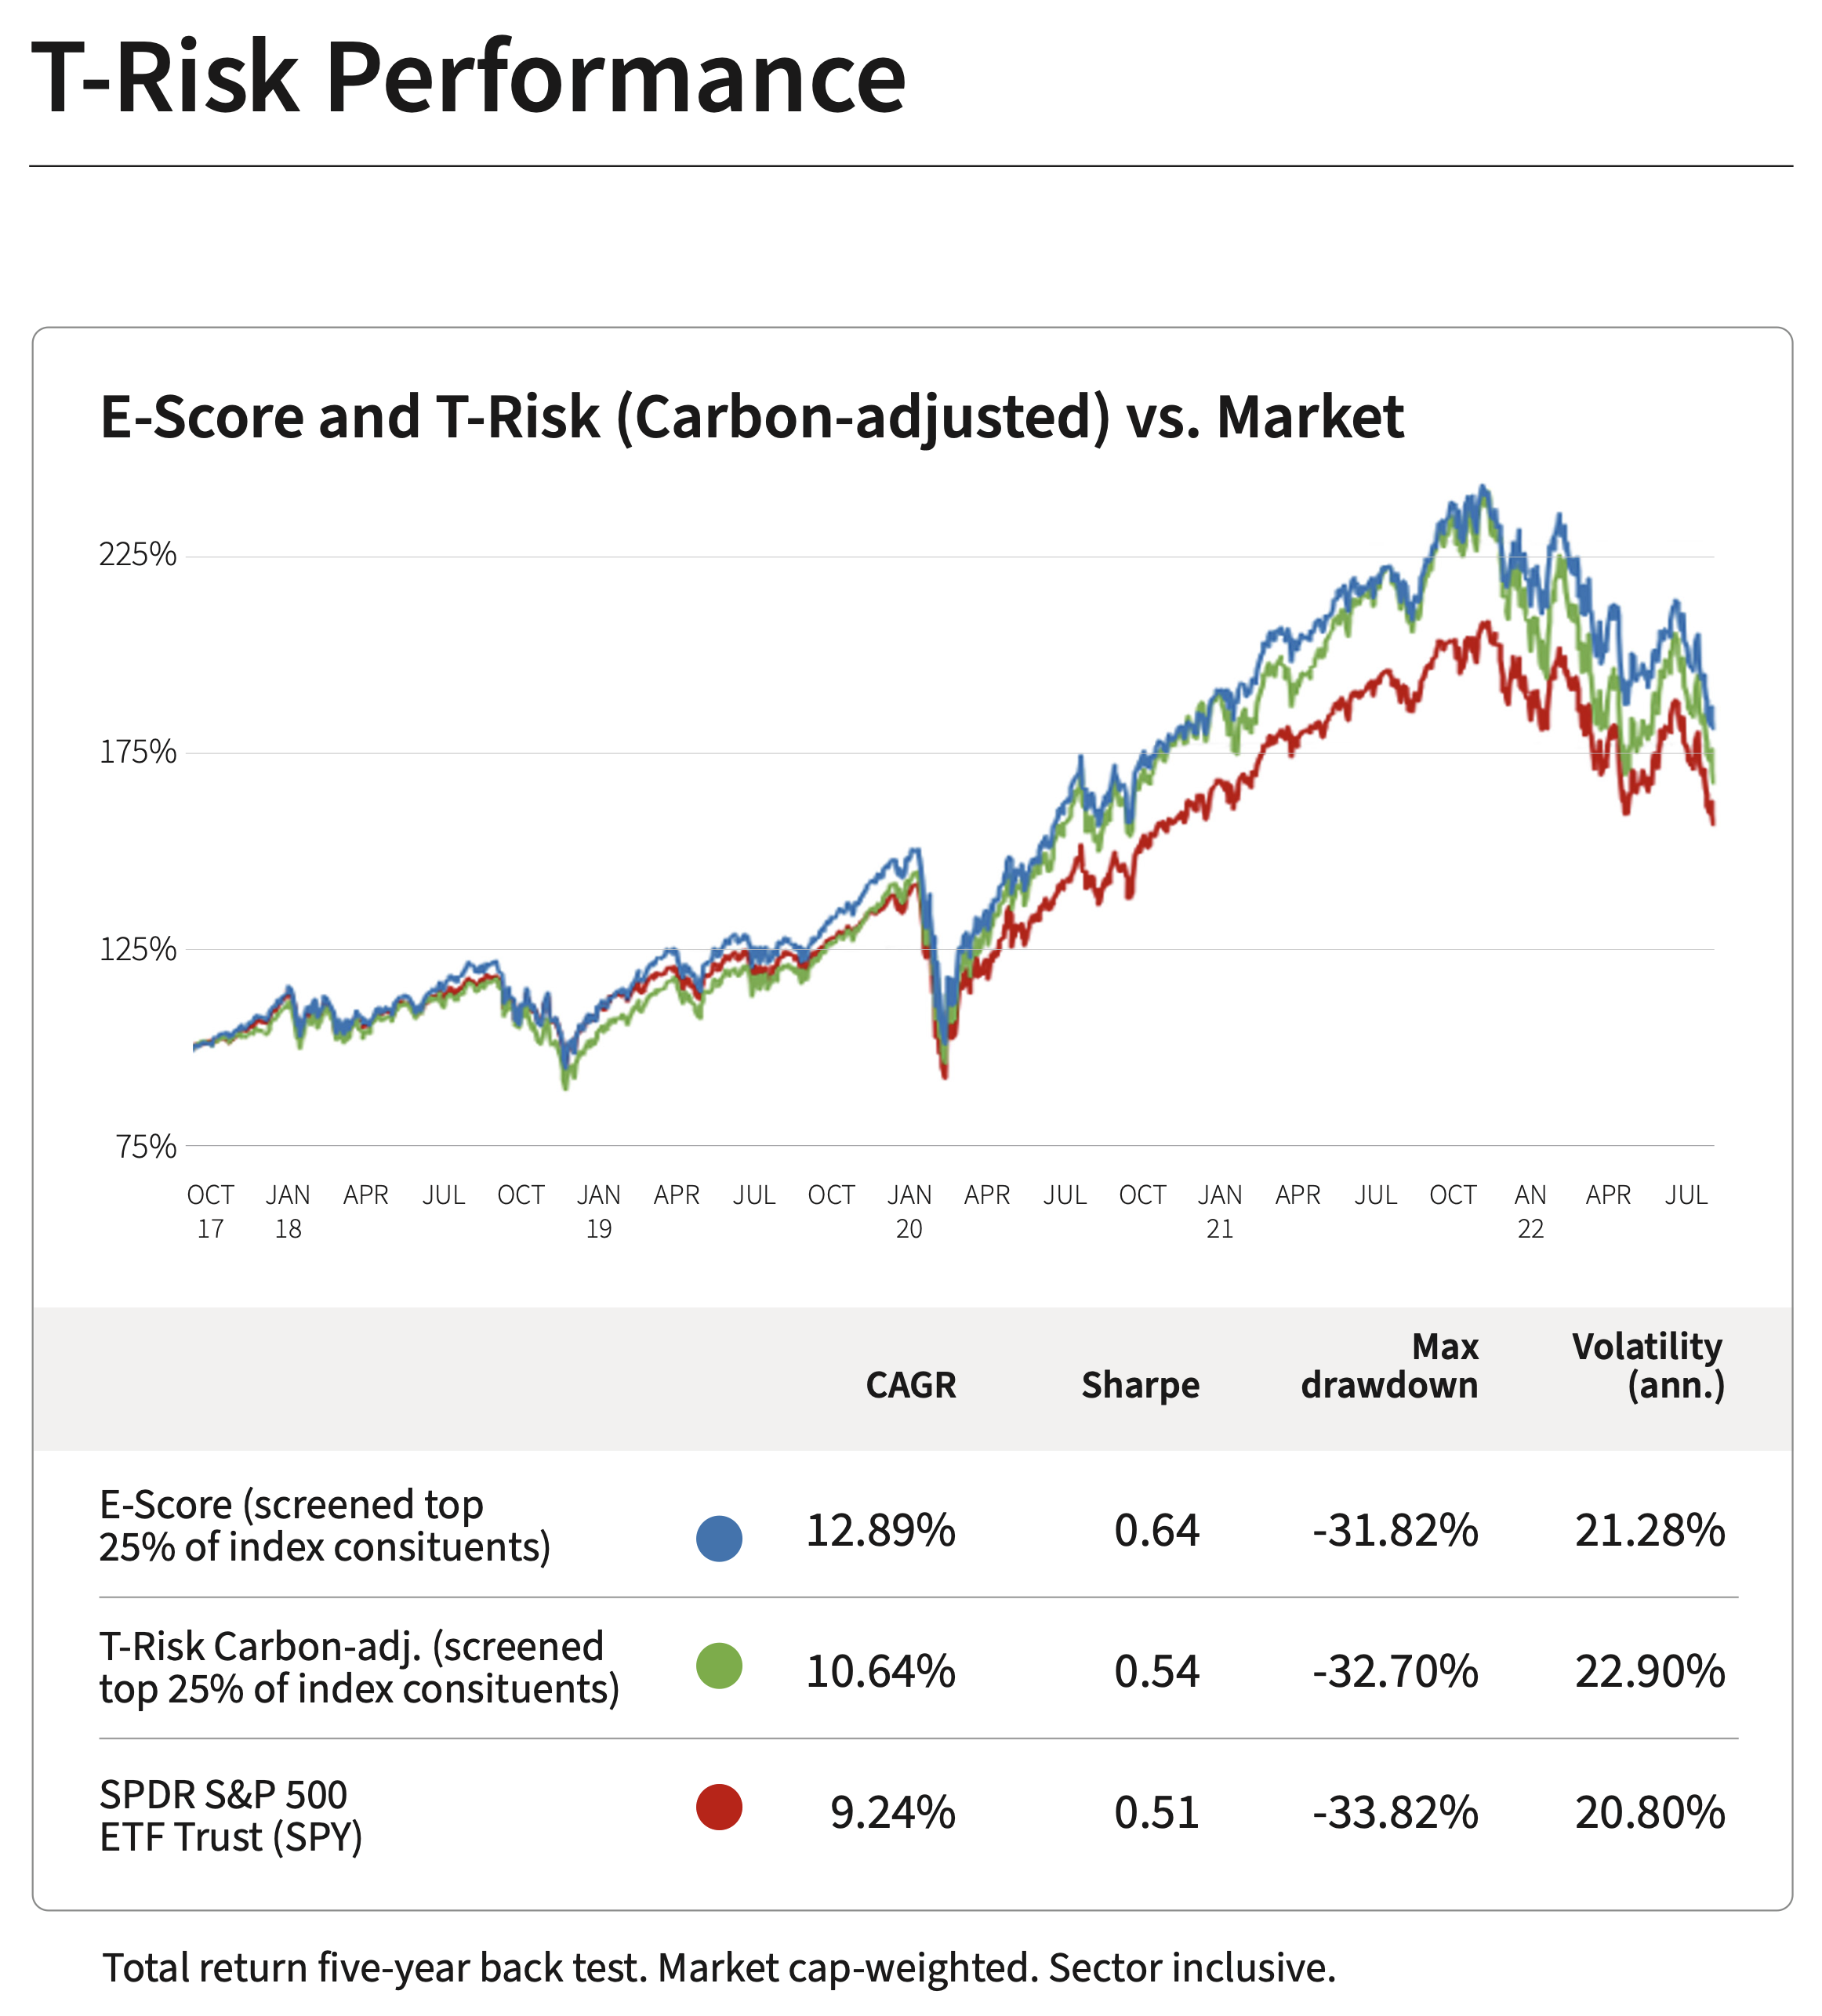 T-Risk Performance
E-Score and T-Risk (Carbon-adjusted) vs. Market
225%
175%
125%
75%
OCT JAN APR JUL OCT JAN APR JUL OCT JAN APR JUL OCT JAN APR JUL OCT AN APR JUL
17 18 19 20 21 22
Max Volatility
CAGR Sharpe drawdown (ann.)
E-Score (screened top
25% of index consituents)
12.89% 0.64 -31.82% 21.28%
T-Risk Carbon-adj. (screened
top 25% of index consituents)
10.64% 0.54 -32.70% 22.90%
SPDR S&P 500
ETF Trust (SPY)
9.24% 0.51 -33.82% 20.80%
Total return five-year back test. Market cap-weighted. Sector inclusive.